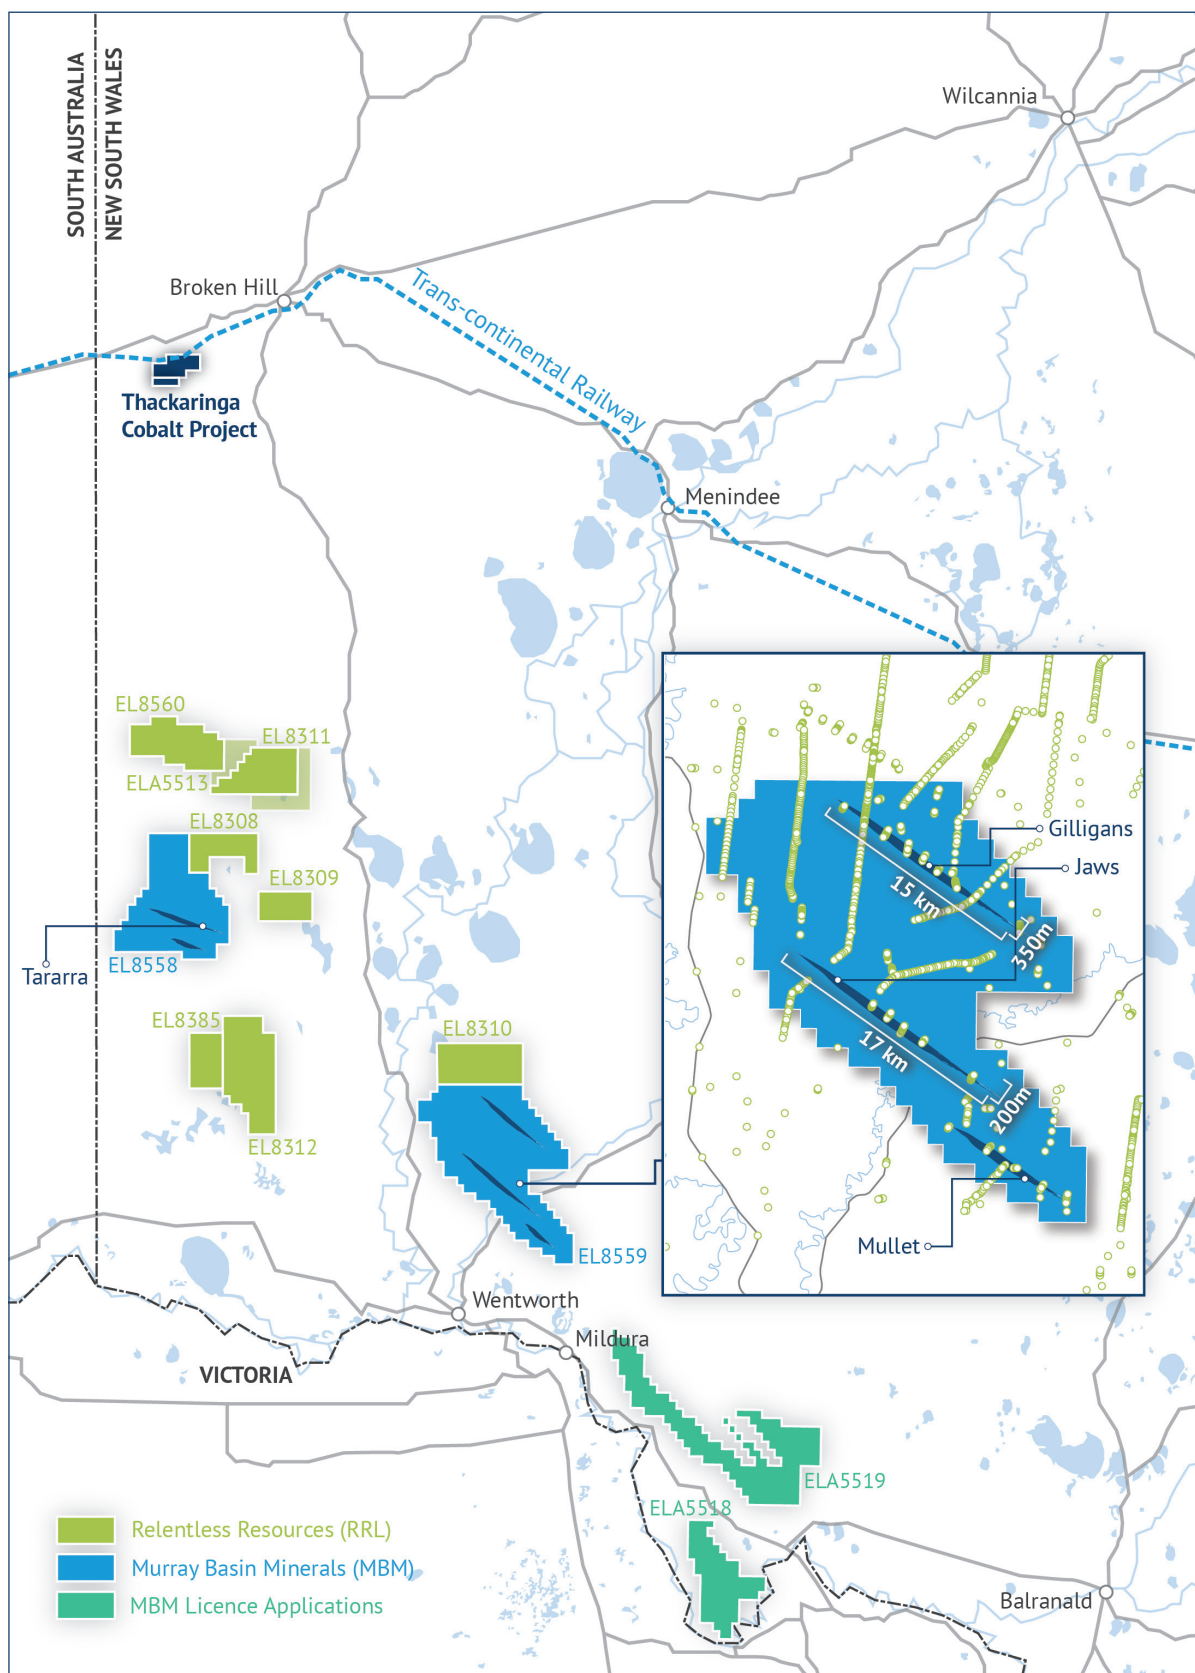 SOUTH AUSTRALIA
NEW SOUTH WALES
Wilcannia
Broken Hill
Trans-continental Railway
Thackaringa
Cobalt Project
Menindee
EL8560
EL8311
ELA5513
EL8308
EL8309
Tararra
EL8558
EL8385
EL8310
EL8312
EL8559
Gilligans
Jaws
15 km
350m
17 km
200m
Mullet
Wentworth
Mildura
VICTORIA
ELA5519
ELA5518
Balranald
Relentless Resources (RRL)
Murray Basin Minerals (MBM)
MBM Licence Applications